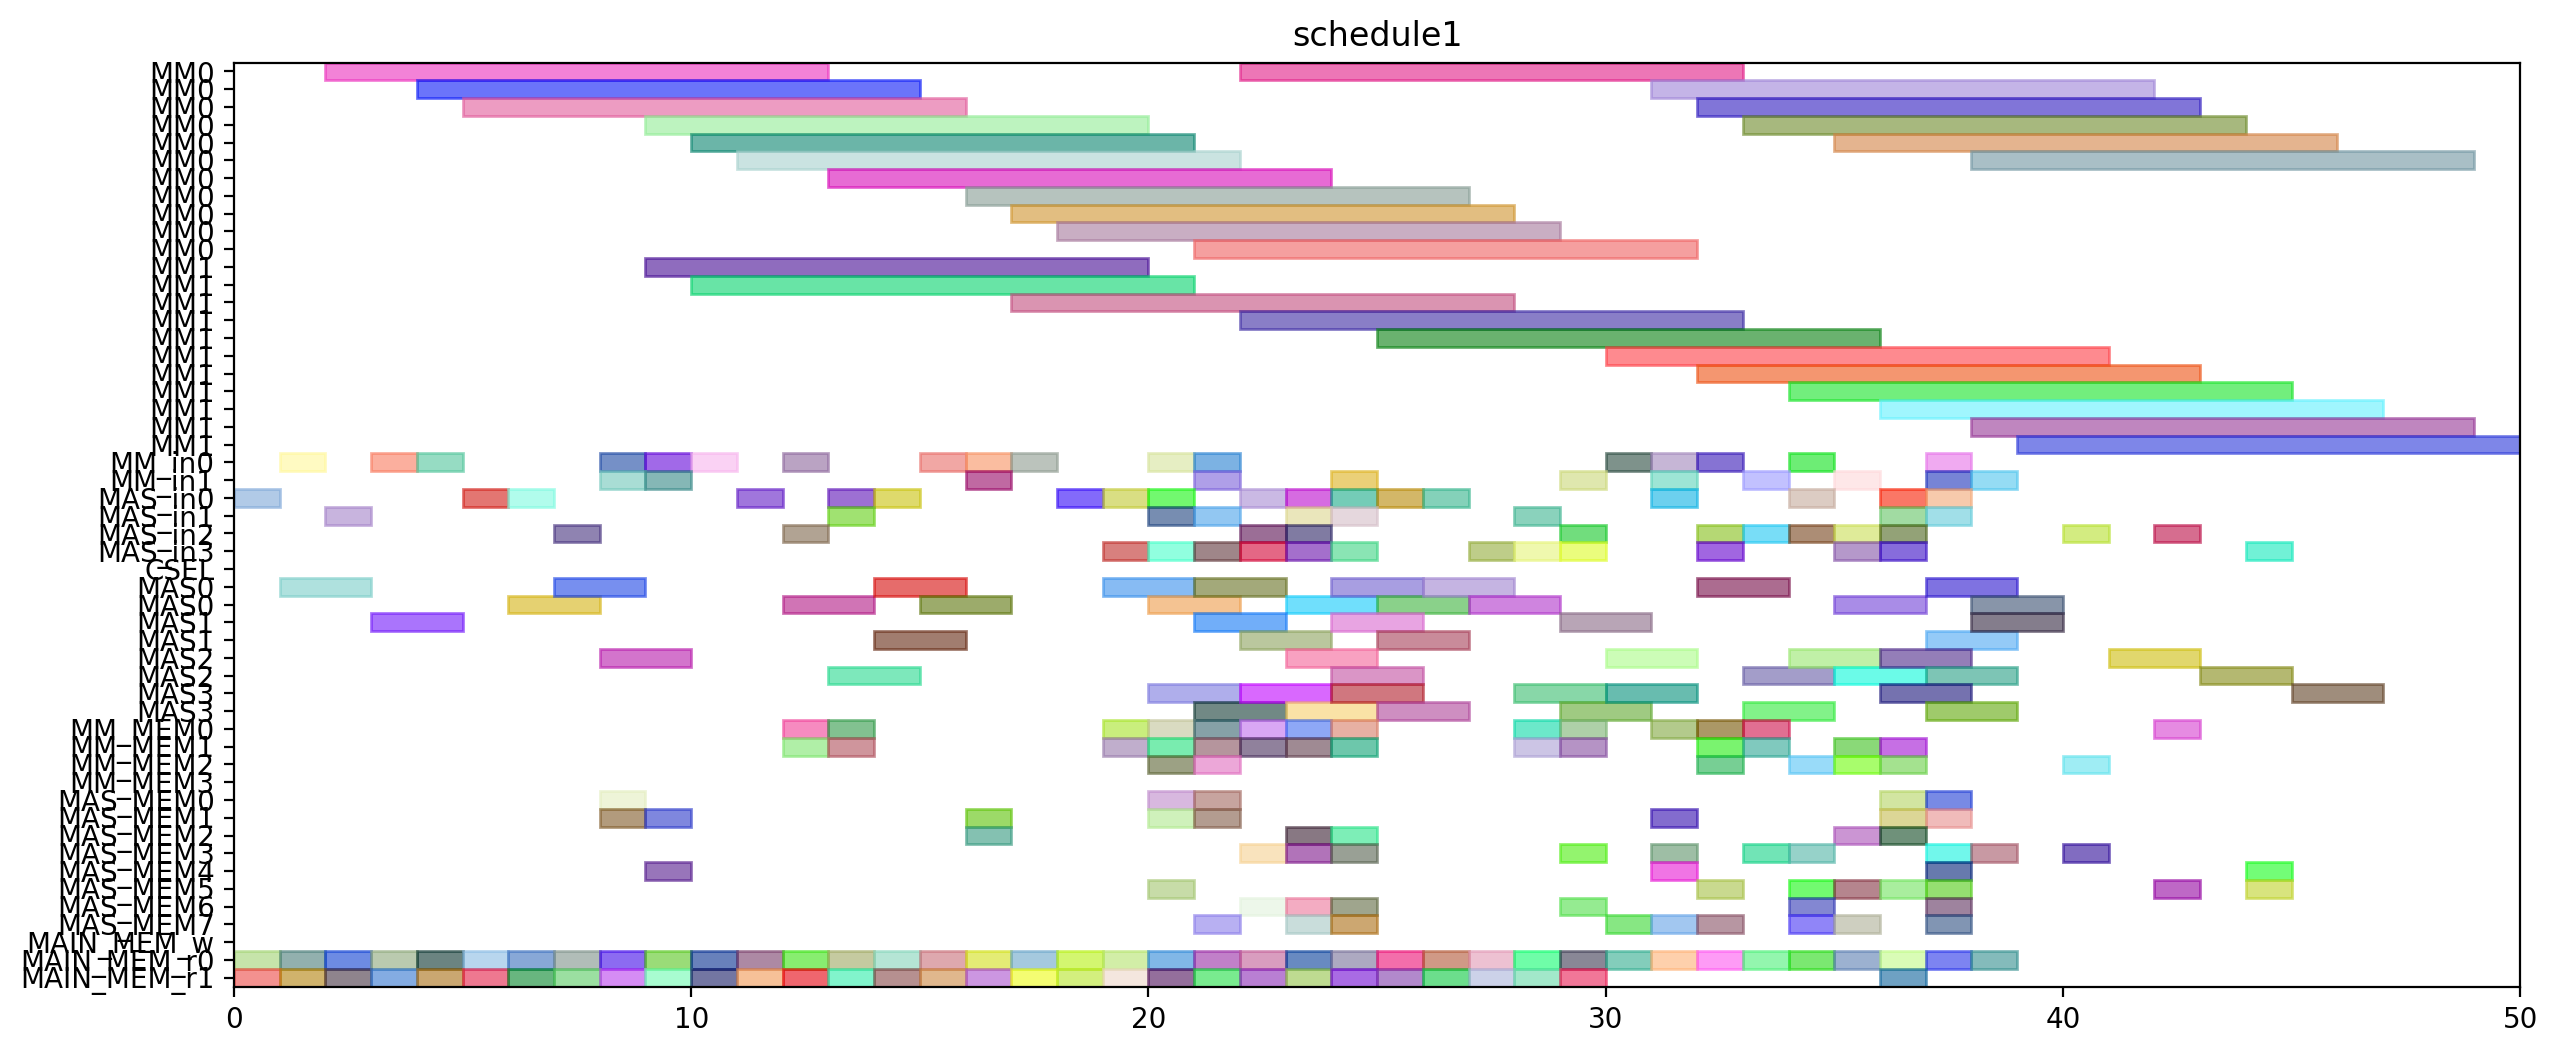 schedule1
MM0
MM0
MM0
MM0
MM0
MM0
MM0
MM0
MM0
MM0
MM0
MM1
MM1
MM1
MM1
MM1
MM1
MM1
MM1
MM1
MM1
MM1
MM_in0
MM_in1
MAS_in0
MAS_in1
MAS_in2
MAS_in3
CSEL
MAS0
MAS0
MAS1
MAS1
MAS2
MAS2
MAS3
MAS3
MM_MEM0
MM_MEM1
MM_MEM2
MM_MEM3
MAS_MEM0
MAS_MEM1
MAS_MEM2
MAS_MEM3
MAS_MEM4
MAS_MEM5
MAS_MEM6
MAS_MEM7
MAIN_MEM_w
MAIN_MEM_r0
MAIN_MEM_r1
0 10 20 30 40 50